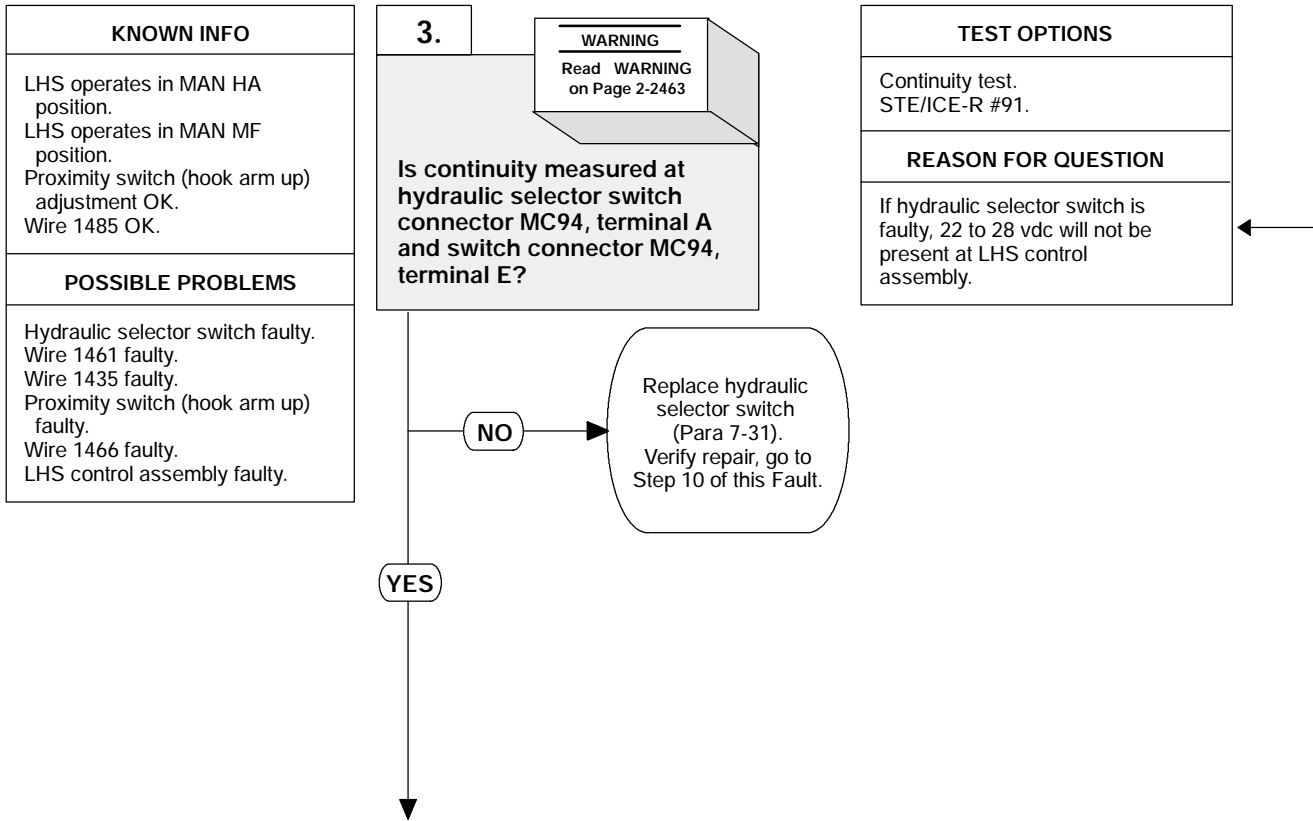 KNOWN INFO
LHS operates in MAN HA
position.
LHS operates in MAN MF
position.
Proximity switch (hook arm up)
adjustment OK.
Wire 1485 OK.
POSSIBLE PROBLEMS
Hydraulic selector switch faulty.
Wire 1461 faulty.
Wire 1435 faulty.
Proximity switch (hook arm up)
faulty.
Wire 1466 faulty.
LHS control assembly faulty.
3.
WARNING
Read WARNING
on Page 2-2463
Is continuity measured at
hydraulic selector switch
connector MC94, terminal A
and switch connector MC94,
terminal E?
TEST OPTIONS
Continuity test.
STE/ICE-R #91.
REASON FOR QUESTION
If hydraulic selector switch is
faulty, 22 to 28 vdc will not be
present at LHS control
assembly.
NO
Replace hydraulic
selector switch
(Para 7-31).
Verify repair, go to
Step 10 of this Fault.
YES